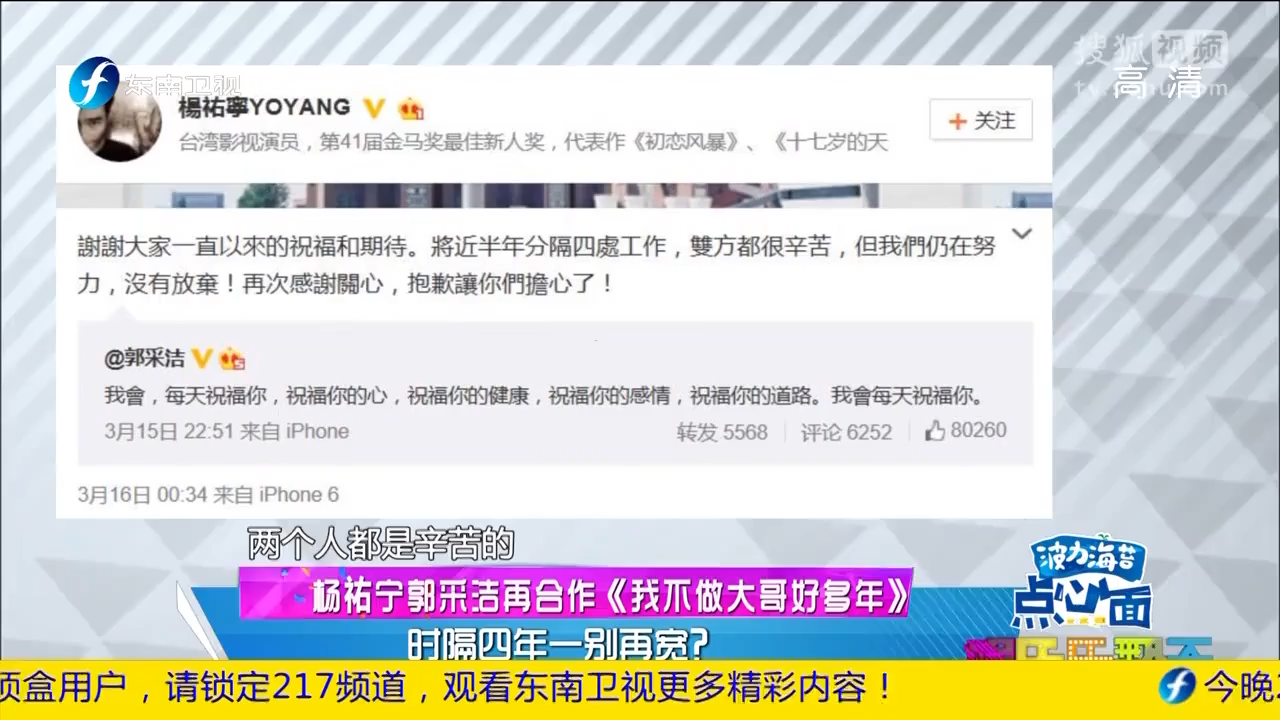 搜狐视频
东南卫视
高清
tv.sohu.com
楊祐寧YOYANG
台湾影视演员，第41届金马奖最佳新人奖，代表作《初恋风暴》、《十七岁的天
+ 关注
謝謝大家一直以來的祝福和期待。將近半年分隔四處工作，雙方都很辛苦，但我們仍在努
力，沒有放棄！再次感謝關心，抱歉讓你們擔心了！
@郭采洁
我會，每天祝福你，祝福你的心，祝福你的健康，祝福你的感情，祝福你的道路。我會每天祝福你。
3月15日 22:51 来自 iPhone
转发 5568
评论 6252
80260
3月16日 00:34 来自 iPhone 6
两个人都是辛苦的
杨祐宁郭采洁再合作《我不做大哥好多年》
时隔四年一别再宽？
波力海苔
点心面
顶盒用户，请锁定217频道，观看东南卫视更多精彩内容！
今晚2